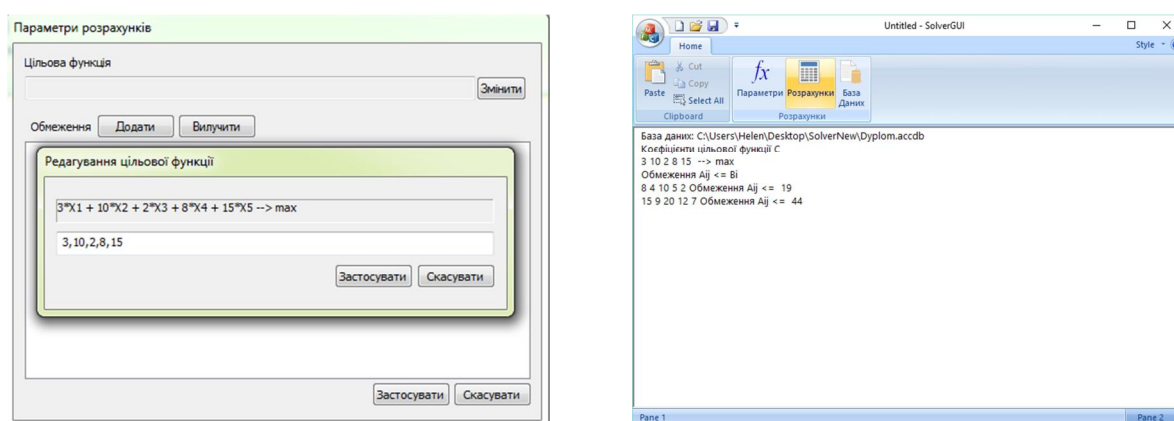 Параметри розрахунків
Цільова функція
Змінити
Обмеження Додати Вилучити
Редагування цільової функції
3*X1 + 10*X2 + 2*X3 + 8*X4 + 15*X5 --> max
3,10,2,8,15
Застосувати Скасувати
Застосувати Скасувати
Untitled - SolverGUI
Home
Style
Paste
Cut
Copy
Select All
Clipboard
fx
Параметри Розрахунки База Даних
Розрахунки
База даних: C:\Users\Helen\Desktop\SolverNew\Dyplom.accdb
Коефіцієнти цільової функції C
3 10 2 8 15 --> max
Обмеження Aij <= Bi
8 4 10 5 2 Обмеження Aij <= 19
15 9 20 12 7 Обмеження Aij <= 44
Pane 1
Pane 2